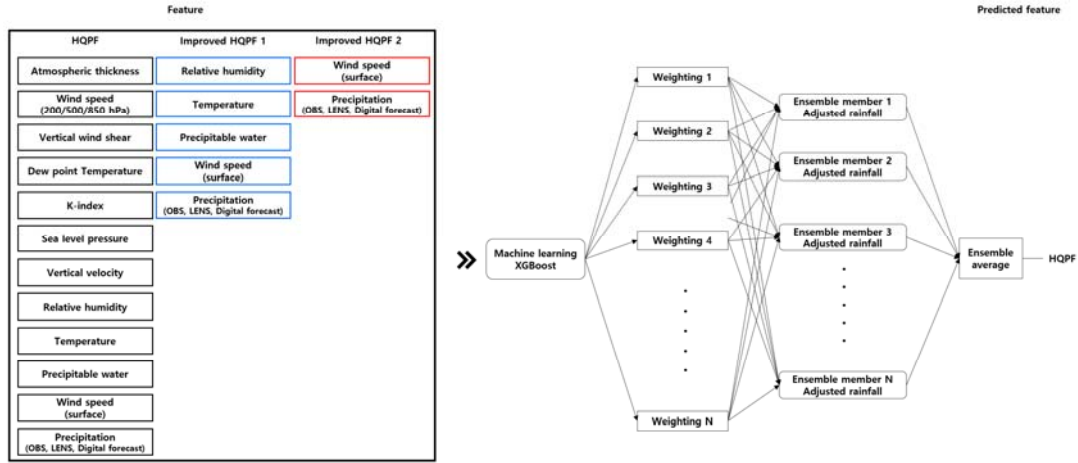 Feature
Predicted feature
HQPF
Improved HQPF 1
Improved HQPF 2
Atmospheric thickness
Relative humidity
Wind speed
(surface)
Wind speed
(200/500/850 hPa)
Temperature
Precipitation
(OBS, LENS, Digital forecast)
Vertical wind shear
Precipitable water
Dew point Temperature
Wind speed
(surface)
K-index
Precipitation
(OBS, LENS, Digital forecast)
Sea level pressure
Vertical velocity
Relative humidity
Temperature
Precipitable water
Wind speed
(surface)
Precipitation
(OBS, LENS, Digital forecast)
Machine learning
XGBoost
Weighting 1
Weighting 2
Weighting 3
Weighting 4
Weighting N
Ensemble member 1
Adjusted rainfall
Ensemble member 2
Adjusted rainfall
Ensemble member 3
Adjusted rainfall
Ensemble member N
Adjusted rainfall
Ensemble
average
HQPF